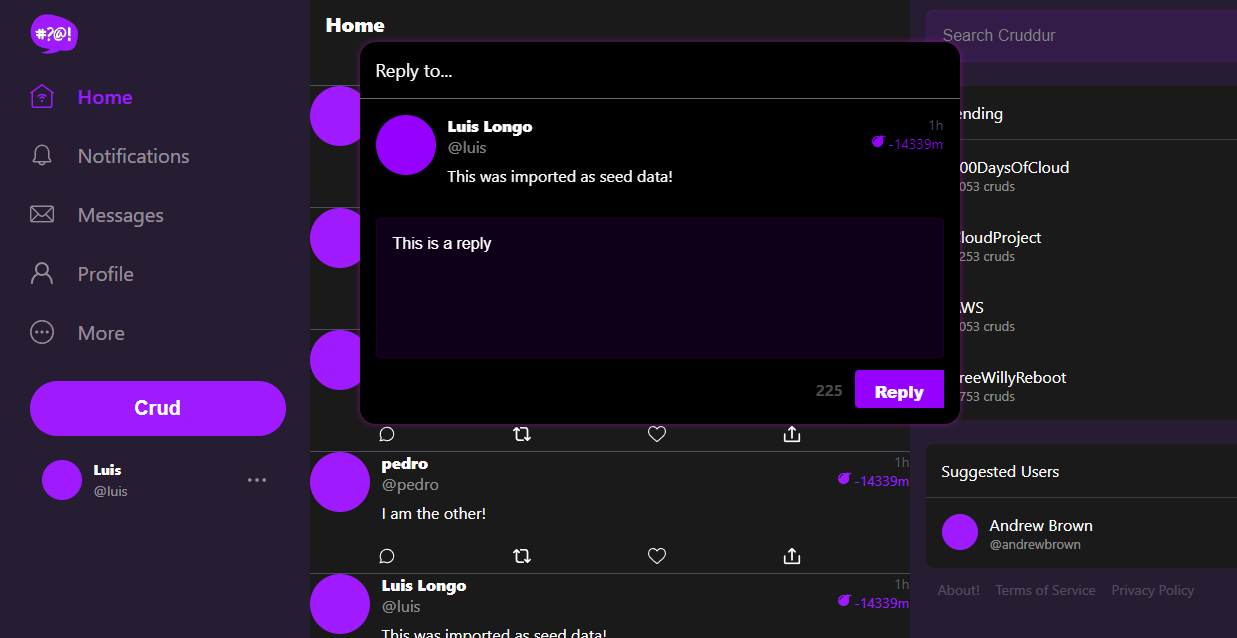 #?@!
Home
Notifications
Messages
Profile
More
Crud
Luis
@luis
Home
Reply to...
Luis Longo
@luis
1h
-14339m
This was imported as seed data!
This is a reply
225
Reply
pedro
@pedro
1h
-14339m
I am the other!
Luis Longo
@luis
1h
-14339m
This was imported as seed data!
Search Cruddur
ending
00DaysOfCloud
053 cruds
loudProject
253 cruds
WS
053 cruds
reeWillyReboot
753 cruds
Suggested Users
Andrew Brown
@andrewbrown
About! Terms of Service Privacy Policy